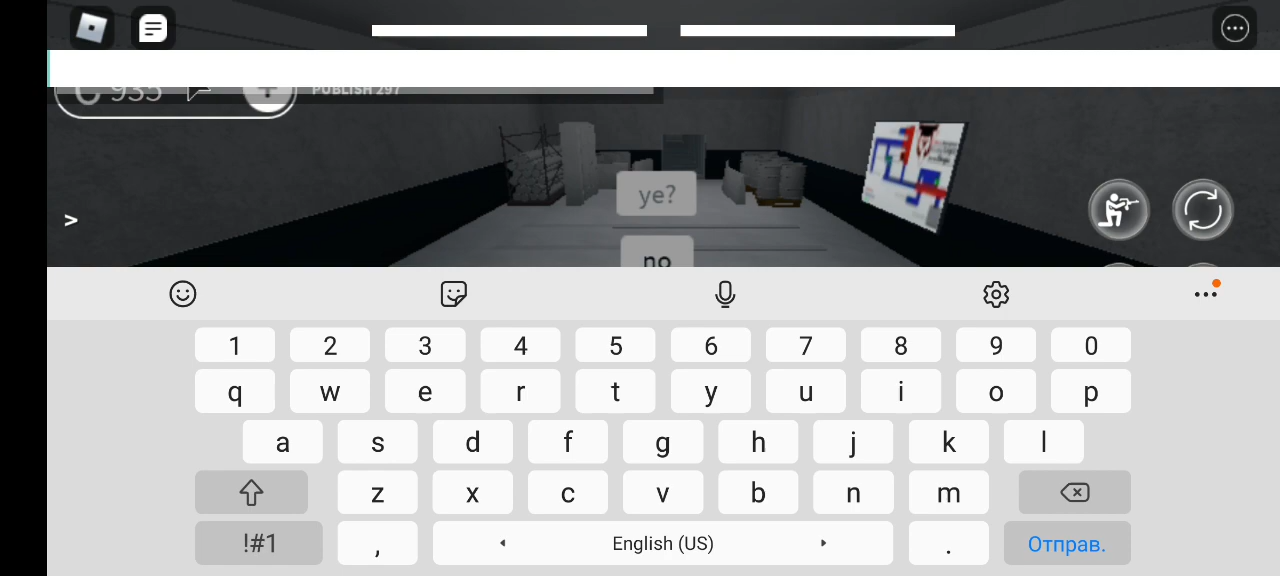 935
PUBLISH 297
ye?
>
no
1 2 3 4 5 6 7 8 9 0
q w e r t y u i o p
a s d f g h j k l
z x c v b n m
!#1 , English (US) . Отправ.